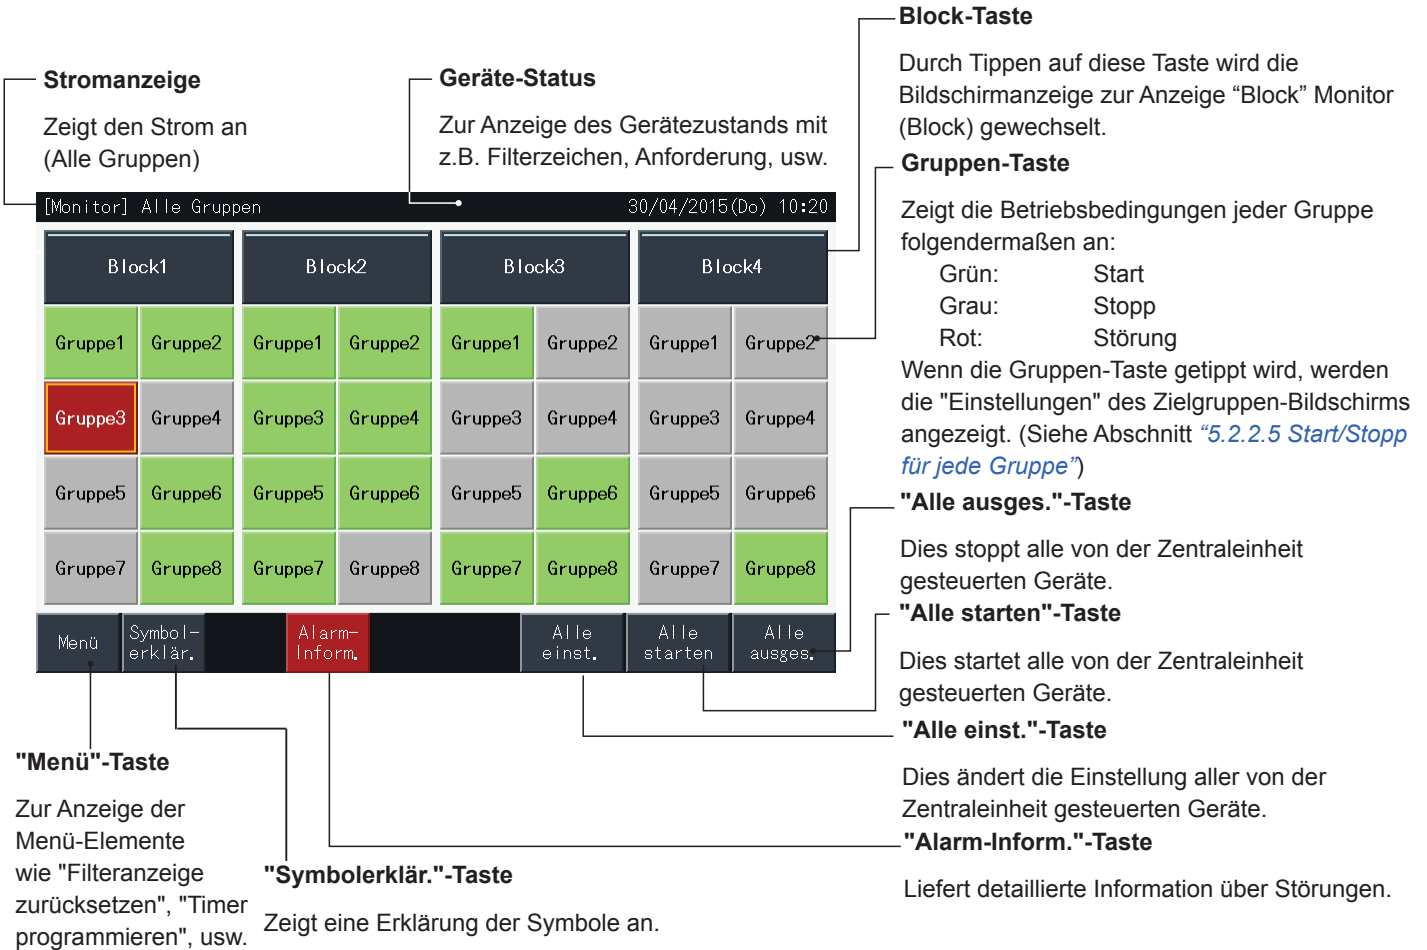 Block-Taste
Durch Tippen auf diese Taste wird die
Bildschirmanzeige zur Anzeige “Block” Monitor
(Block) gewechselt.
Stromanzeige
Zeigt den Strom an
(Alle Gruppen)
Geräte-Status
Zur Anzeige des Gerätezustands mit
z.B. Filterzeichen, Anforderung, usw.
Gruppen-Taste
Zeigt die Betriebsbedingungen jeder Gruppe
folgendermaßen an:
Grün: Start
Grau: Stopp
Rot: Störung
Wenn die Gruppen-Taste getippt wird, werden
die "Einstellungen" des Zielgruppen-Bildschirms
angezeigt. (Siehe Abschnitt “5.2.2.5 Start/Stopp
für jede Gruppe”)
[Monitor] Alle Gruppen 30/04/2015(Do) 10:20
Block1 Block2 Block3 Block4
Gruppe1 Gruppe2 Gruppe1 Gruppe2 Gruppe1 Gruppe2 Gruppe1 Gruppe2
Gruppe3 Gruppe4 Gruppe3 Gruppe4 Gruppe3 Gruppe4 Gruppe3 Gruppe4
Gruppe5 Gruppe6 Gruppe5 Gruppe6 Gruppe5 Gruppe6 Gruppe5 Gruppe6
Gruppe7 Gruppe8 Gruppe7 Gruppe8 Gruppe7 Gruppe8 Gruppe7 Gruppe8
Menü
Symbol-
erklär.
Alarm-
Inform.
Alle
einst.
Alle
starten
Alle
ausges.
"Alle ausges."-Taste
Dies stoppt alle von der Zentraleinheit
gesteuerten Geräte.
"Alle starten"-Taste
Dies startet alle von der Zentraleinheit
gesteuerten Geräte.
"Alle einst."-Taste
Dies ändert die Einstellung aller von der
Zentraleinheit gesteuerten Geräte.
"Alarm-Inform."-Taste
Liefert detaillierte Information über Störungen.
"Menü"-Taste
Zur Anzeige der
Menü-Elemente
wie "Filteranzeige
zurücksetzen", "Timer
programmieren", usw.
"Symbolerklär."-Taste
Zeigt eine Erklärung der Symbole an.